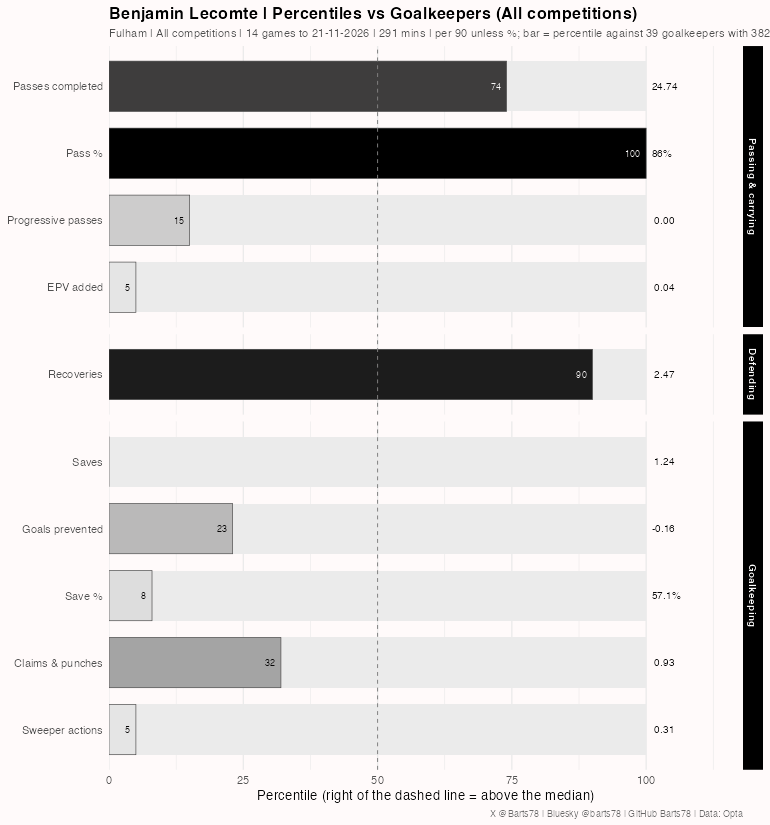 Benjamin Lecomte | Percentiles vs Goalkeepers (All competitions)
Fulham | All competitions | 14 games to 21-11-2026 | 291 mins | per 90 unless %; bar = percentile against 39 goalkeepers with 382
Passes completed 74 24.74
Pass % 100 86%
Progressive passes 15 0.00
EPV added 5 0.04
Passing & carrying
Recoveries 90 2.47
Defending
Saves 1.24
Goals prevented 23 -0.16
Save % 8 57.1%
Claims & punches 32 0.93
Sweeper actions 5 0.31
Goalkeeping
0 25 50 75 100
Percentile (right of the dashed line = above the median)
X @Barts78 | Bluesky @barts78 | GitHub Barts78 | Data: Opta